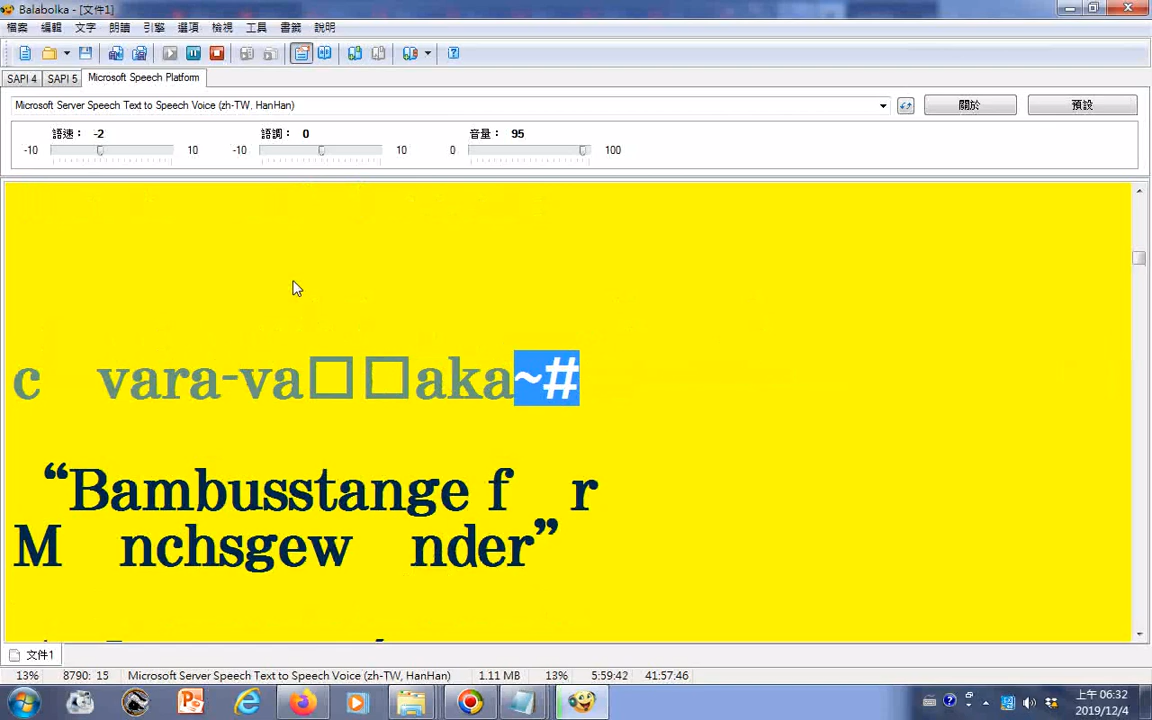 Balabolka - [文件1]
檔案 編輯 文字 朗讀 引擎 選項 檢視 工具 書籤 說明
SAPI 4 SAPI 5 Microsoft Speech Platform
Microsoft Server Speech Text to Speech Voice (zh-TW, HanHan) 關於 預設
語速： -2 語調： 0 音量： 95
-10 10 -10 10 0 100
c vara-va□□aka~#
“Bambusstange f r
M nchsgew nder”
文件1
13% 8790: 15 Microsoft Server Speech Text to Speech Voice (zh-TW, HanHan) 1.11 MB 13% 5:59:42 41:57:46
上午 06:32
2019/12/4